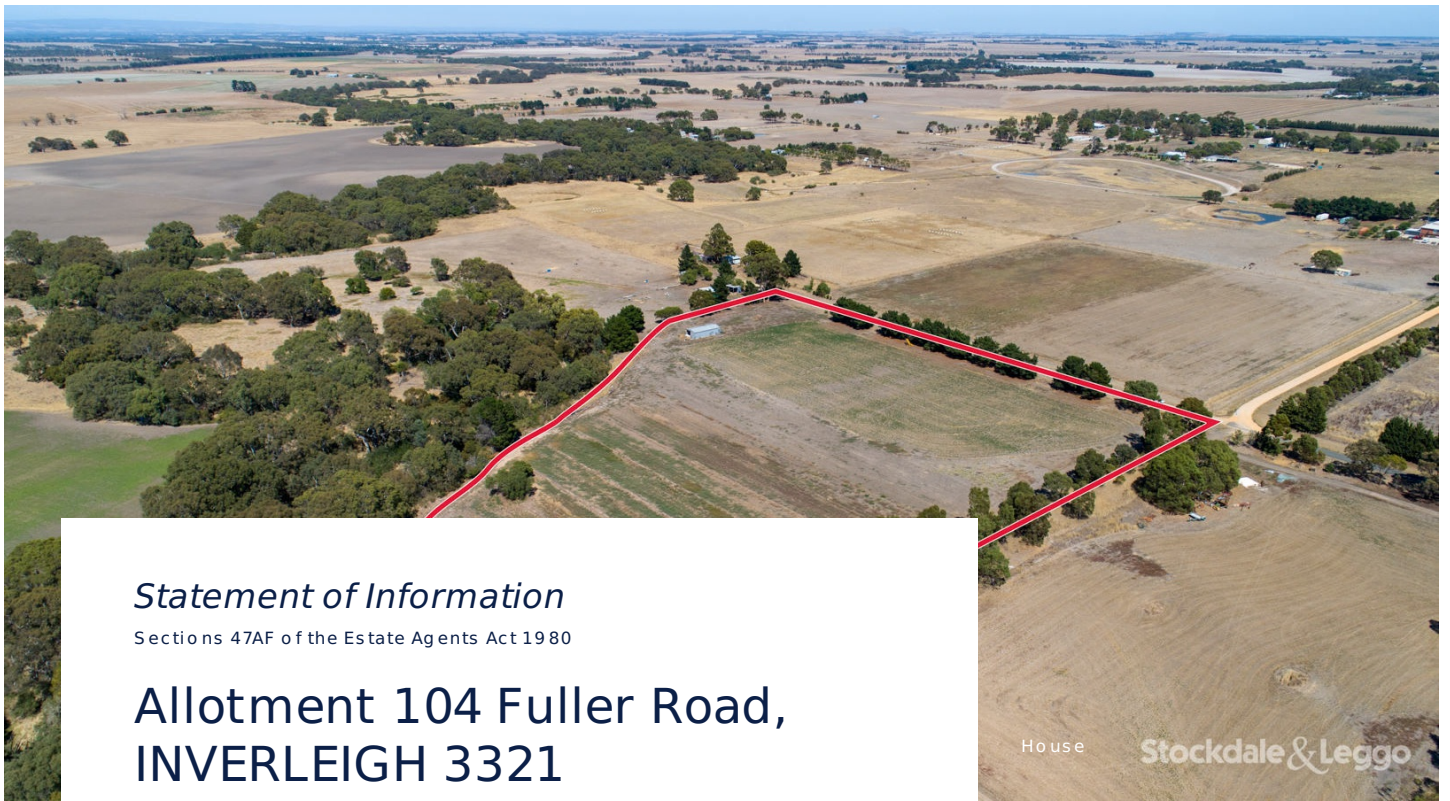 Statement of Information
Sections 47AF of the Estate Agents Act 1980
Allotment 104 Fuller Road,
INVERLEIGH 3321
House
Stockdale & Leggo